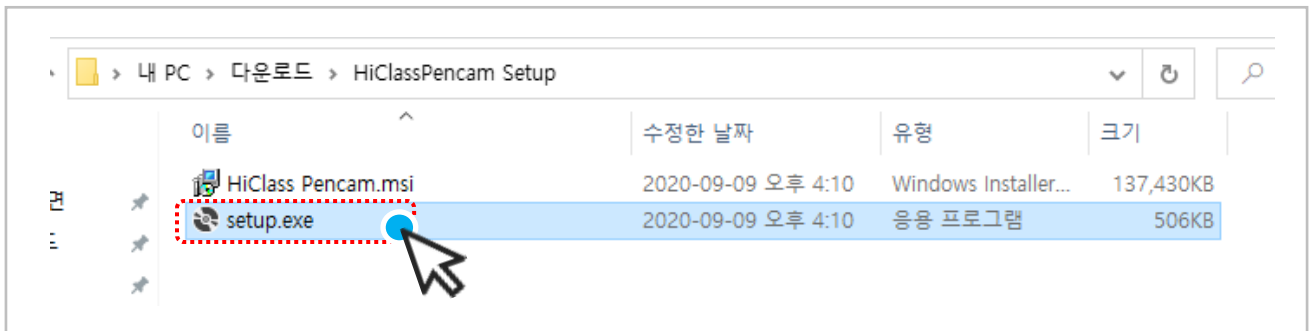 내 PC > 다운로드 > HiClassPencam Setup
이름 수정한 날짜 유형 크기
HiClass Pencam.msi 2020-09-09 오후 4:10 Windows Installer... 137,430KB
면
setup.exe 2020-09-09 오후 4:10 응용 프로그램 506KB
드